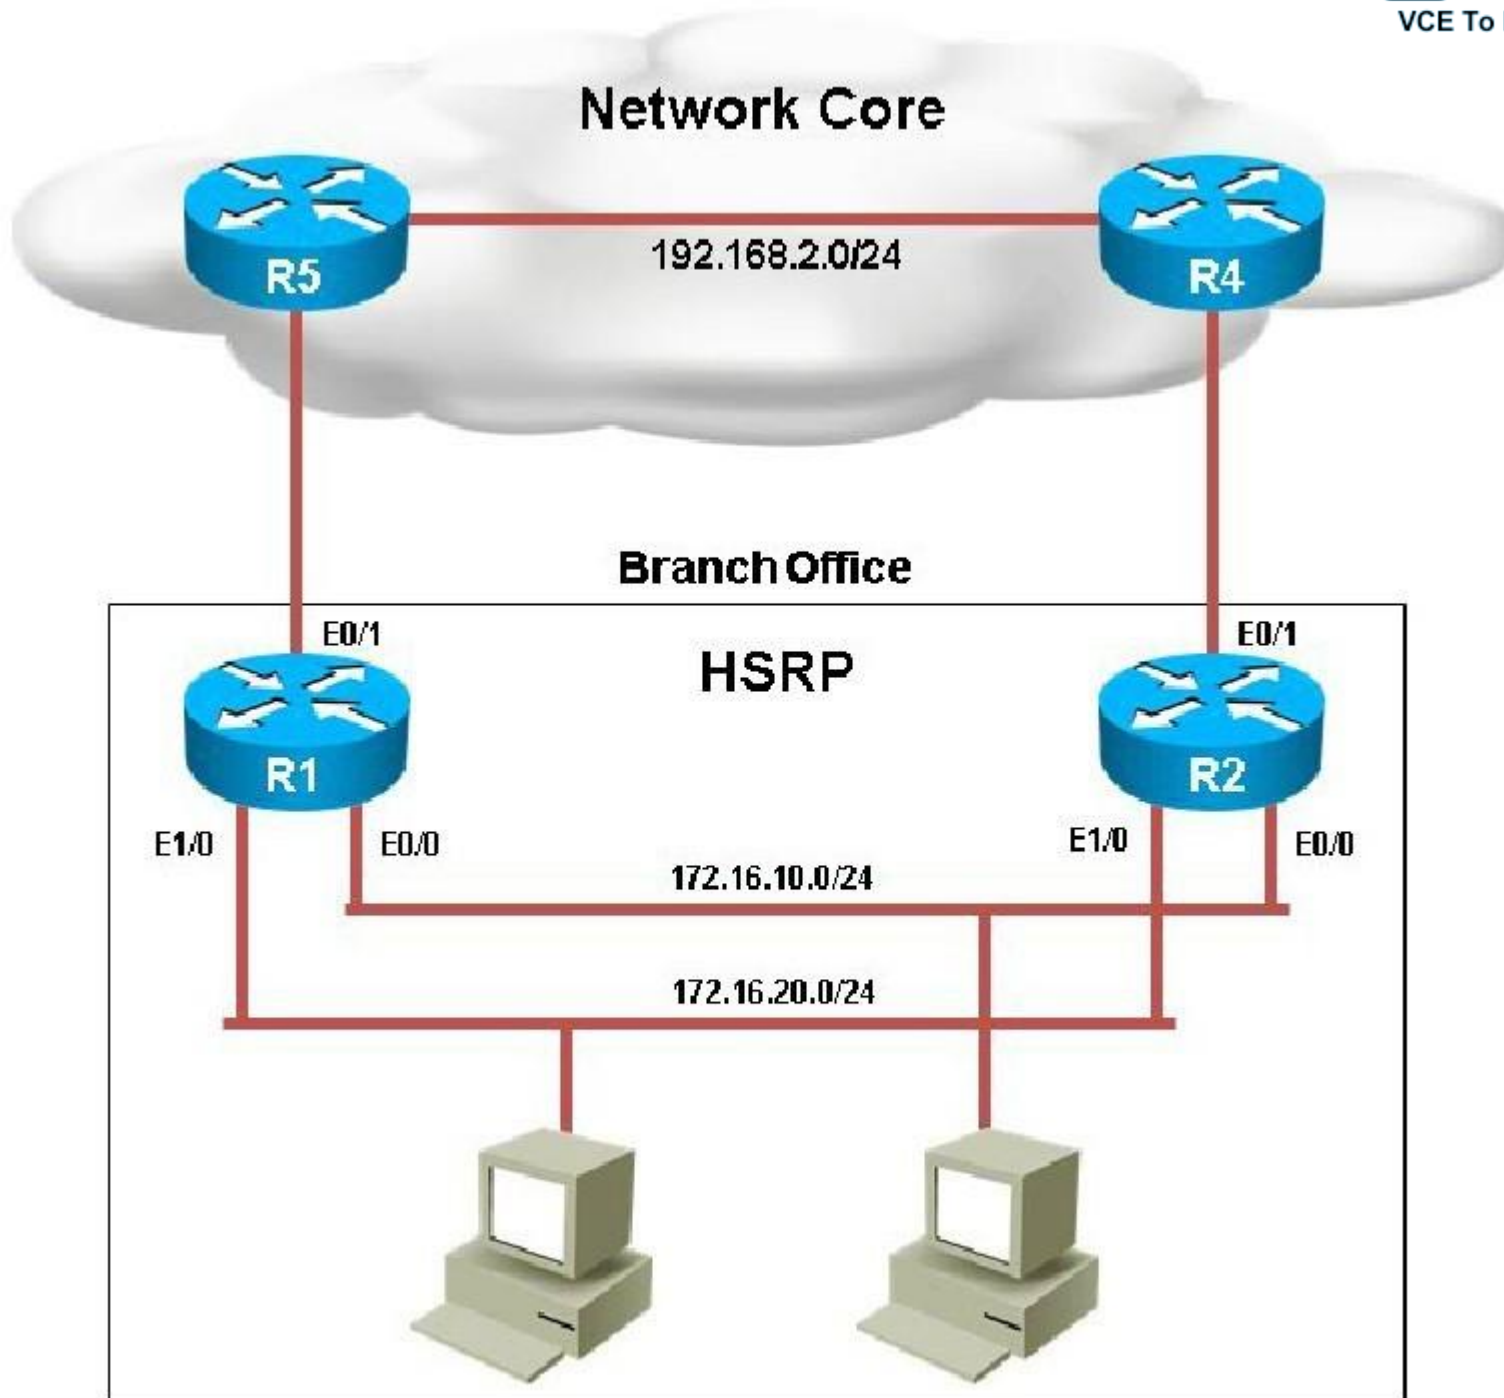 VCE To
Network Core
R5
192.168.2.0/24
R4
Branch Office
E0/1
HSRP
E0/1
R1
R2
E1/0
E0/0
172.16.10.0/24
E1/0
E0/0
172.16.20.0/24